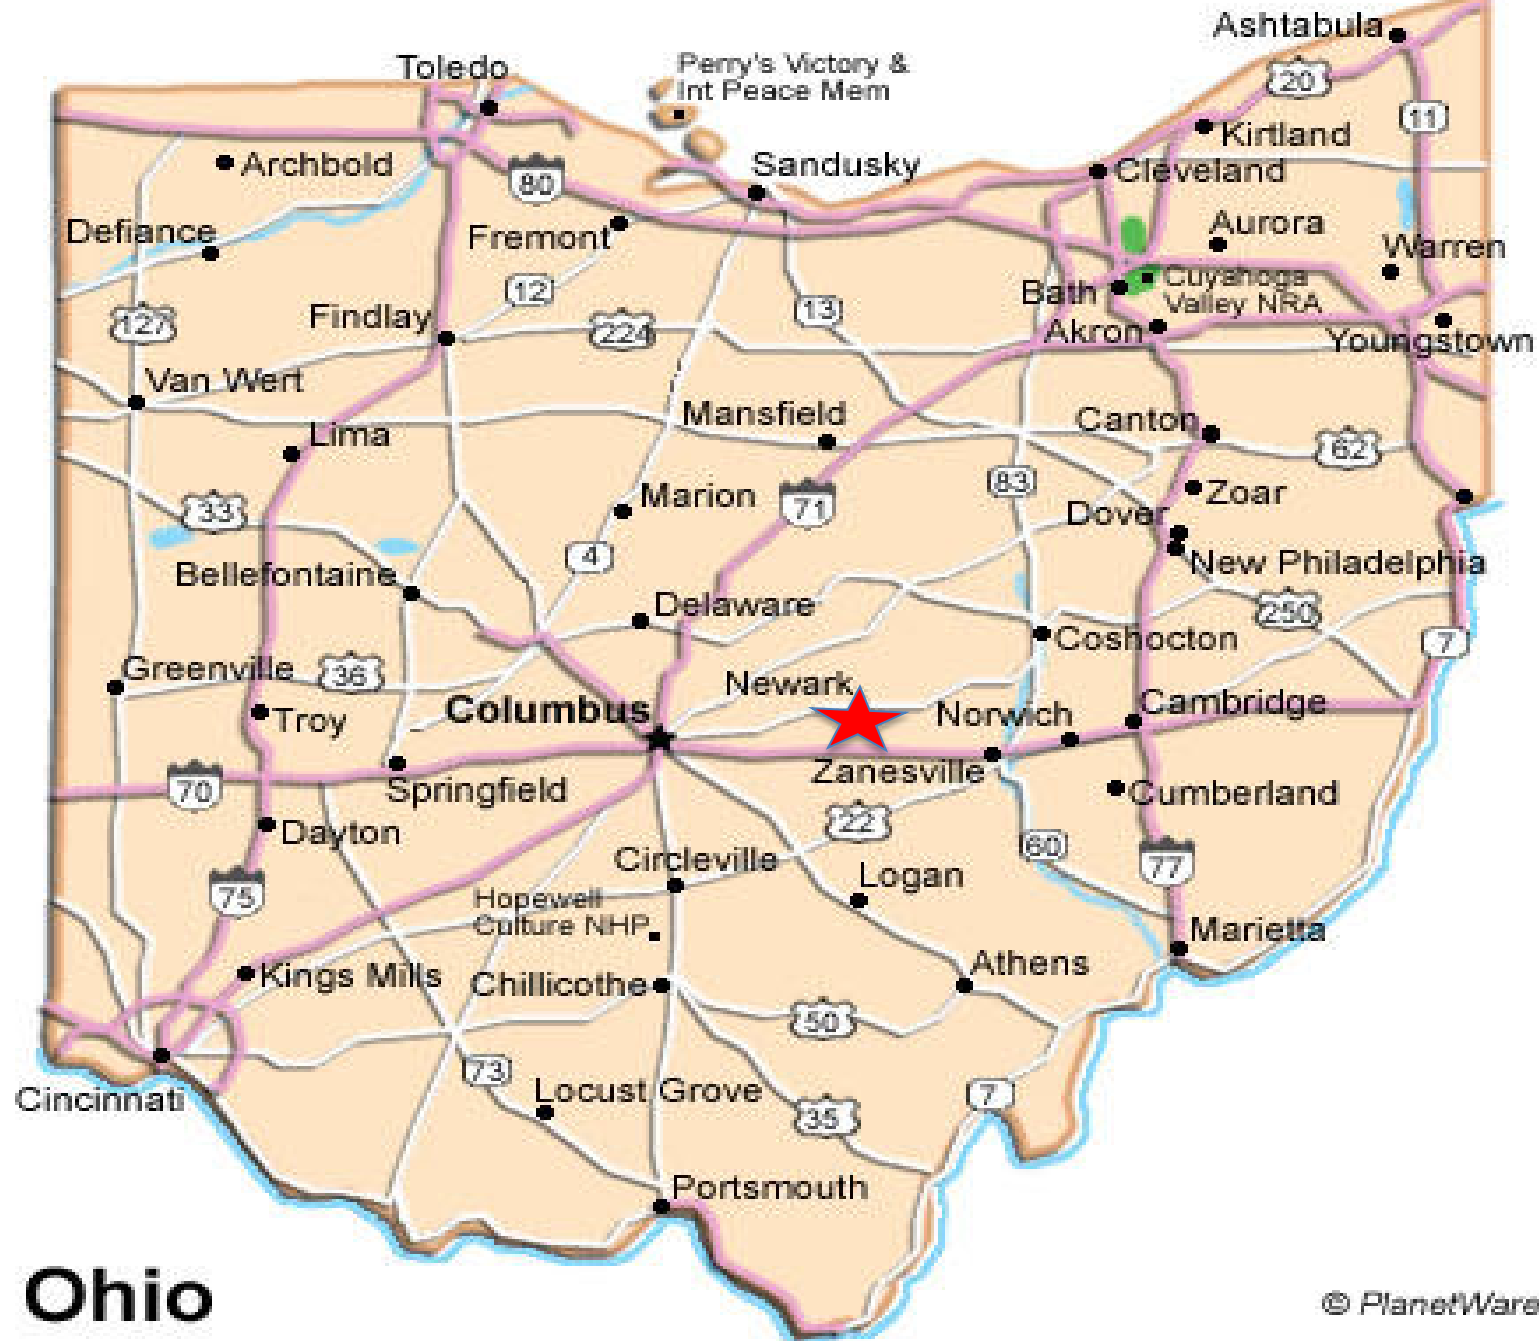 Ashtabula
Toledo
Perry's Victory &
Int Peace Mem
20
11
Kirtland
Archbold
80
Sandusky
Cleveland
Defiance
Fremont
Aurora
Warren
12
Bath
Cuyahoga
Valley NRA
127
Findlay
224
13
Akron
Youngstown
Van Wert
Mansfield
Canton
Lima
62
33
Marion
71
83
Zoar
Dover
4
New Philadelphia
Bellefontaine
Delaware
250
Coshocton
7
Greenville
36
Newark
Columbus
Norwich
Cambridge
Troy
Zanesville
70
Springfield
Cumberland
Dayton
22
60
Circleville
77
75
Hopewell
Culture NHP
Logan
Marietta
Kings Mills
Chillicothe
Athens
50
73
Cincinnati
Locust Grove
35
7
Portsmouth
Ohio
© PlanetWare